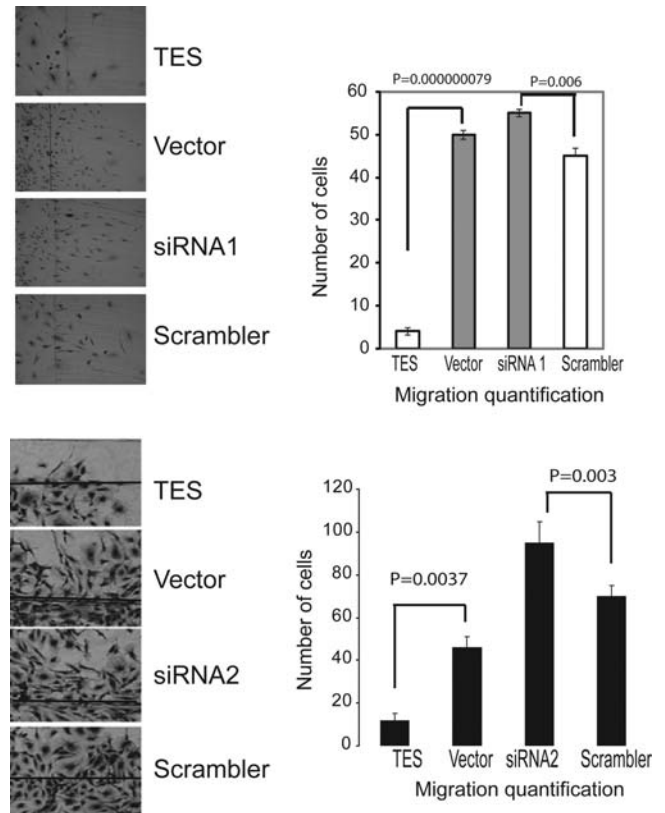 TES
Vector
siRNA1
Scrambler
P=0.000000079
P=0.006
60
50
40
30
20
10
0
Number of cells
TES Vector siRNA 1 Scrambler
Migration quantification
TES
Vector
siRNA2
Scrambler
P=0.003
P=0.0037
120
100
80
60
40
20
0
Number of cells
TES Vector siRNA2 Scrambler
Migration quantification